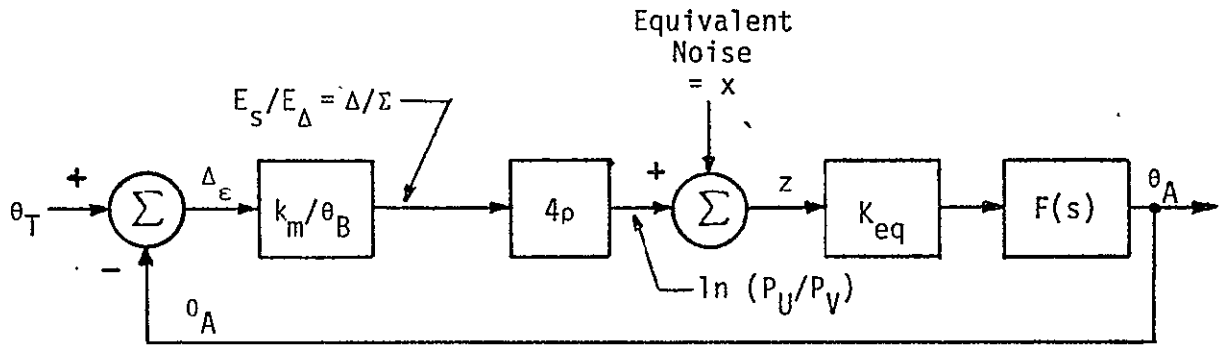 Equivalent
Noise
= x
E_s/E_Δ = Δ/Σ
+
θ_T
Σ
Δ_ε
k_m/θ_B
4ρ
+
Σ
z
K_eq
F(s)
θ_A
−
ln (P_U/P_V)
θ_A